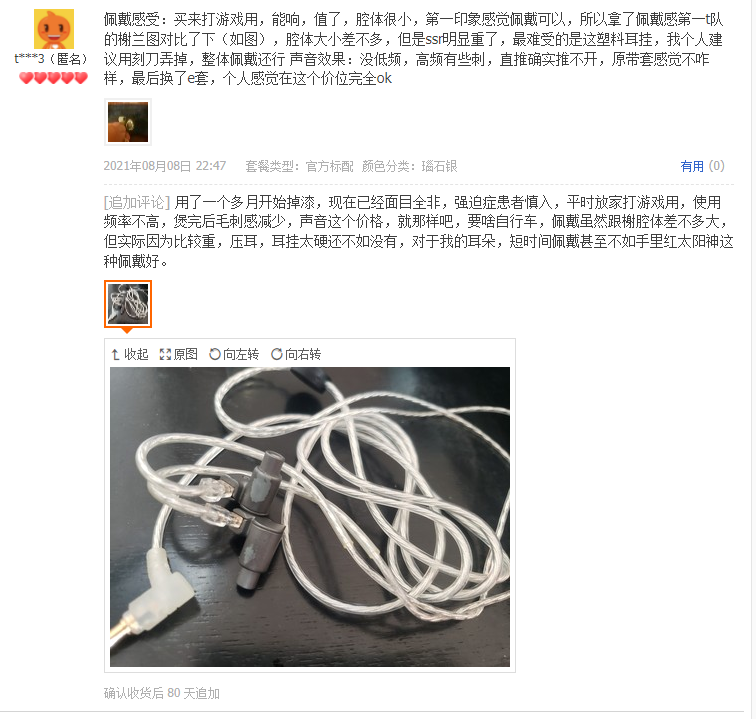 佩戴感受：买来打游戏用，能响，值了，腔体很小，第一印象感觉佩戴可以，所以拿了佩戴感第一t队
的榭兰图对比了下（如图），腔体大小差不多，但是ssr明显重了，最难受的是这塑料耳挂，我个人建
议用刻刀弄掉，整体佩戴还行 声音效果：没低频，高频有些刺，直推确实推不开，原带套感觉不咋
样，最后换了e套，个人感觉在这个价位完全ok
t***3（匿名）
2021年08月08日 22:47 套餐类型：官方标配 颜色分类：瑙石银 有用 (0)
[追加评论] 用了一个多月开始掉漆，现在已经面目全非，强迫症患者慎入，平时放家打游戏用，使用
频率不高，煲完后毛刺感减少，声音这个价格，就那样吧，要啥自行车，佩戴虽然跟榭腔体差不多大，
但实际因为比较重，压耳，耳挂太硬还不如没有，对于我的耳朵，短时间佩戴甚至不如手里红太阳神这
种佩戴好。
收起 原图 向左转 向右转
确认收货后 80 天追加